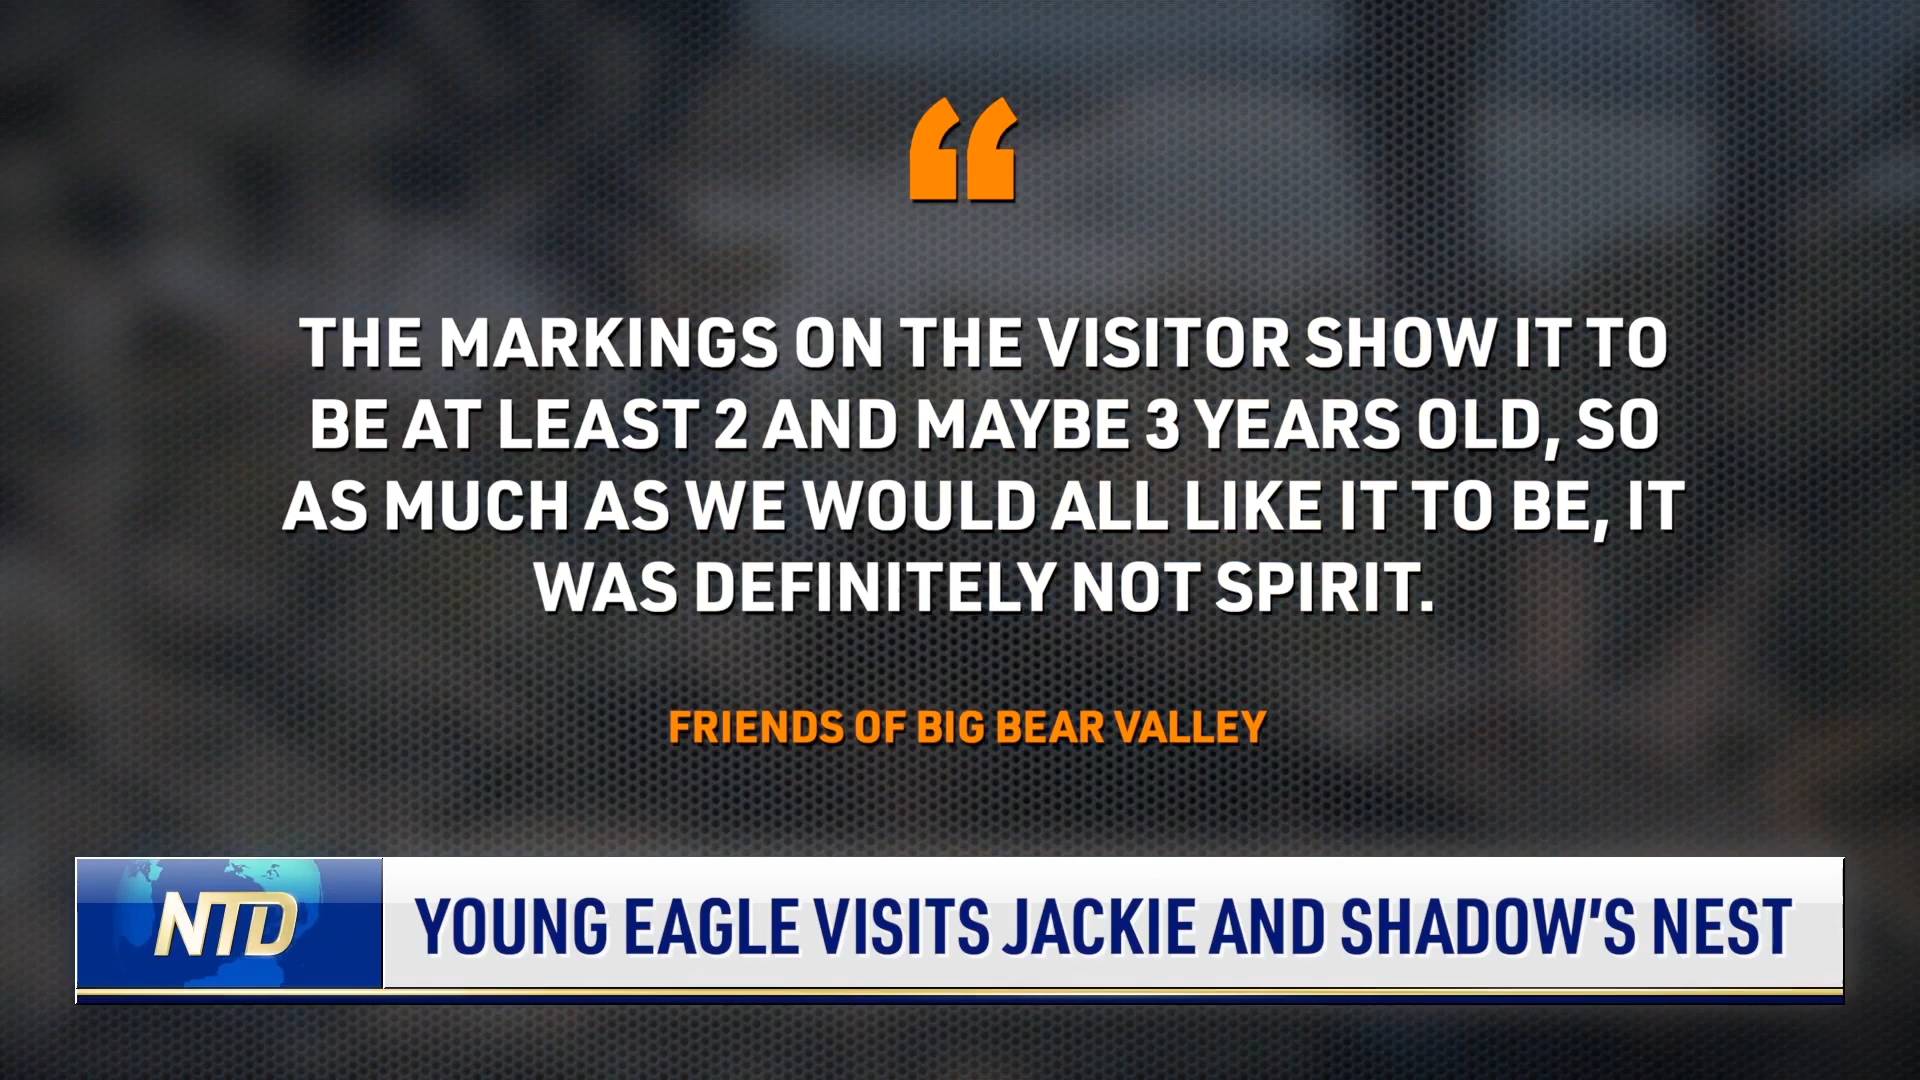 “
THE MARKINGS ON THE VISITOR SHOW IT TO
BE AT LEAST 2 AND MAYBE 3 YEARS OLD, SO
AS MUCH AS WE WOULD ALL LIKE IT TO BE, IT
WAS DEFINITELY NOT SPIRIT.
FRIENDS OF BIG BEAR VALLEY
NTD
YOUNG EAGLE VISITS JACKIE AND SHADOW'S NEST